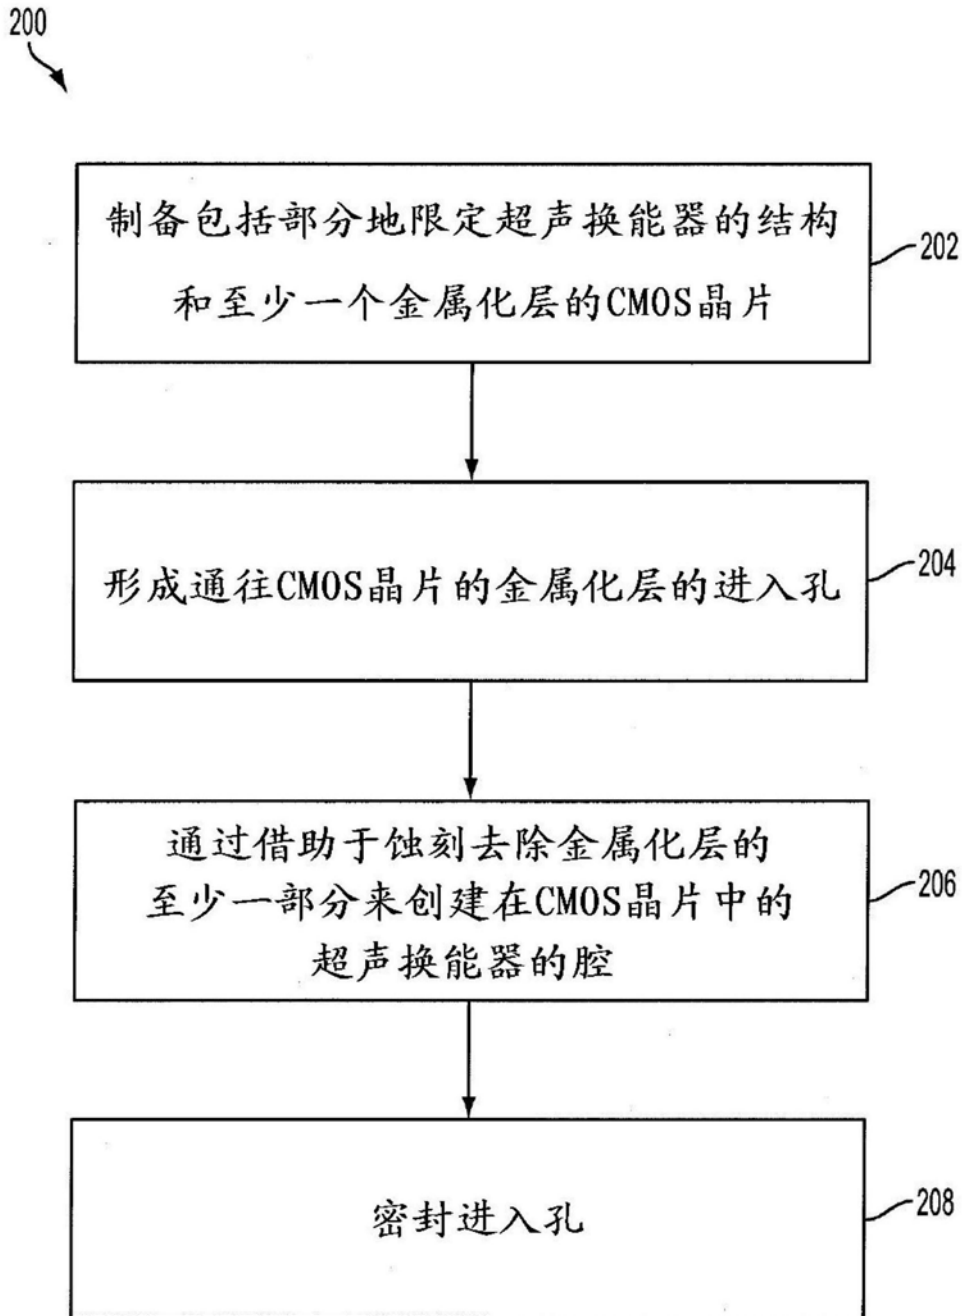 200
制备包括部分地限定超声换能器的结构
和至少一个金属化层的CMOS晶片
202
形成通往CMOS晶片的金属化层的进入孔
204
通过借助于蚀刻去除金属化层的
至少一部分来创建在CMOS晶片中的
超声换能器的腔
206
密封进入孔
208